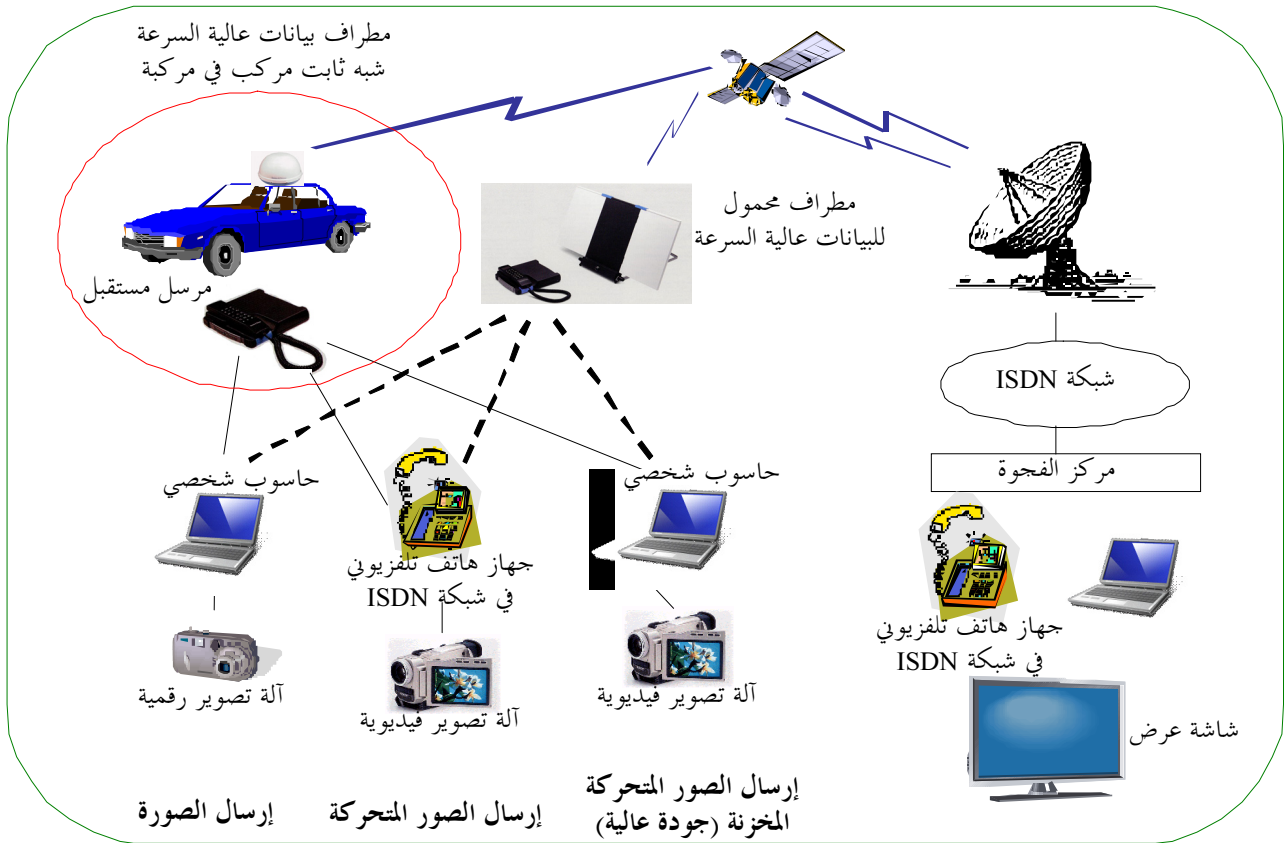 مطراف بيانات عالية السرعة
شبه ثابت مركب في مركبة
مطراف محمول
للبيانات عالية السرعة
مرسل مستقبل
شبكة ISDN
مركز الفجوة
حاسوب شخصي
حاسوب شخصي
جهاز هاتف تلفزيوني
في شبكة ISDN
جهاز هاتف تلفزيوني
في شبكة ISDN
آلة تصوير رقمية
آلة تصوير فيديوية
آلة تصوير فيديوية
شاشة عرض
إرسال الصورة
إرسال الصور المتحركة
إرسال الصور المتحركة
المخزنة (جودة عالية)